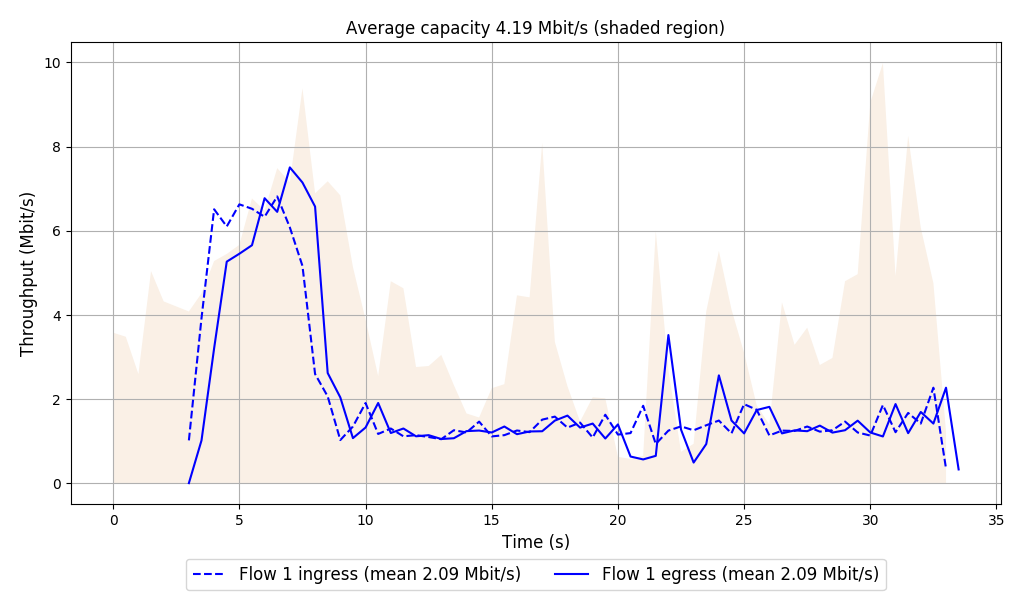 Average capacity 4.19 Mbit/s (shaded region)
Throughput (Mbit/s)
10
8
6
4
2
0
0 5 10 15 20 25 30 35
Time (s)
Flow 1 ingress (mean 2.09 Mbit/s) Flow 1 egress (mean 2.09 Mbit/s)